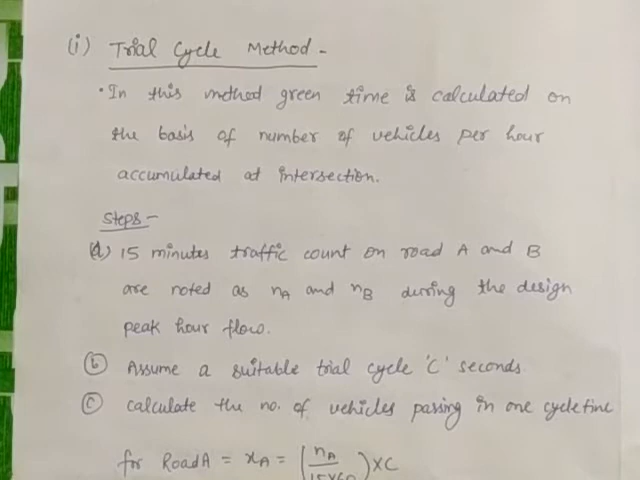 (i) Trial Cycle Method -
• In this method green time is calculated on
the basis of number of vehicles per hour
accumulated at intersection.
Steps -
(a) 15 minutes traffic count on road A and B
are noted as nA and nB during the design
peak hour flow.
(b) Assume a suitable trial cycle 'C' seconds.
(c) calculate the no. of vehicles passing in one cycle time
for Road A = xA = (nA / 15×60) × C